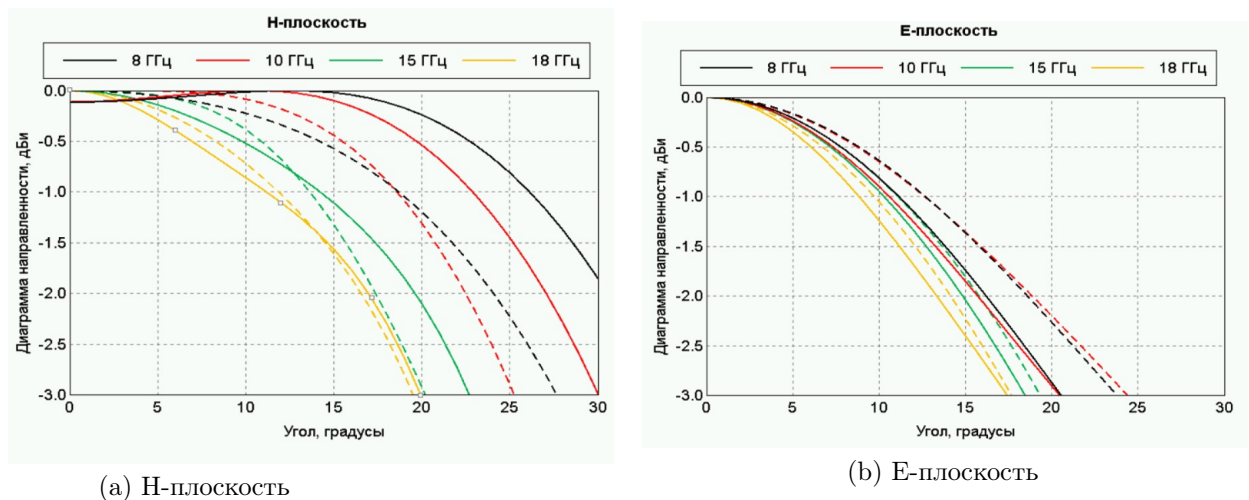 H-плоскость
8 ГГц 10 ГГц 15 ГГц 18 ГГц
Диаграмма направленности, дБи
0.0
-0.5
-1.0
-1.5
-2.0
-2.5
-3.0
0 5 10 15 20 25 30
Угол, градусы
(a) Н-плоскость
E-плоскость
8 ГГц 10 ГГц 15 ГГц 18 ГГц
Диаграмма направленности, дБи
0.0
-0.5
-1.0
-1.5
-2.0
-2.5
-3.0
0 5 10 15 20 25 30
Угол, градусы
(b) Е-плоскость